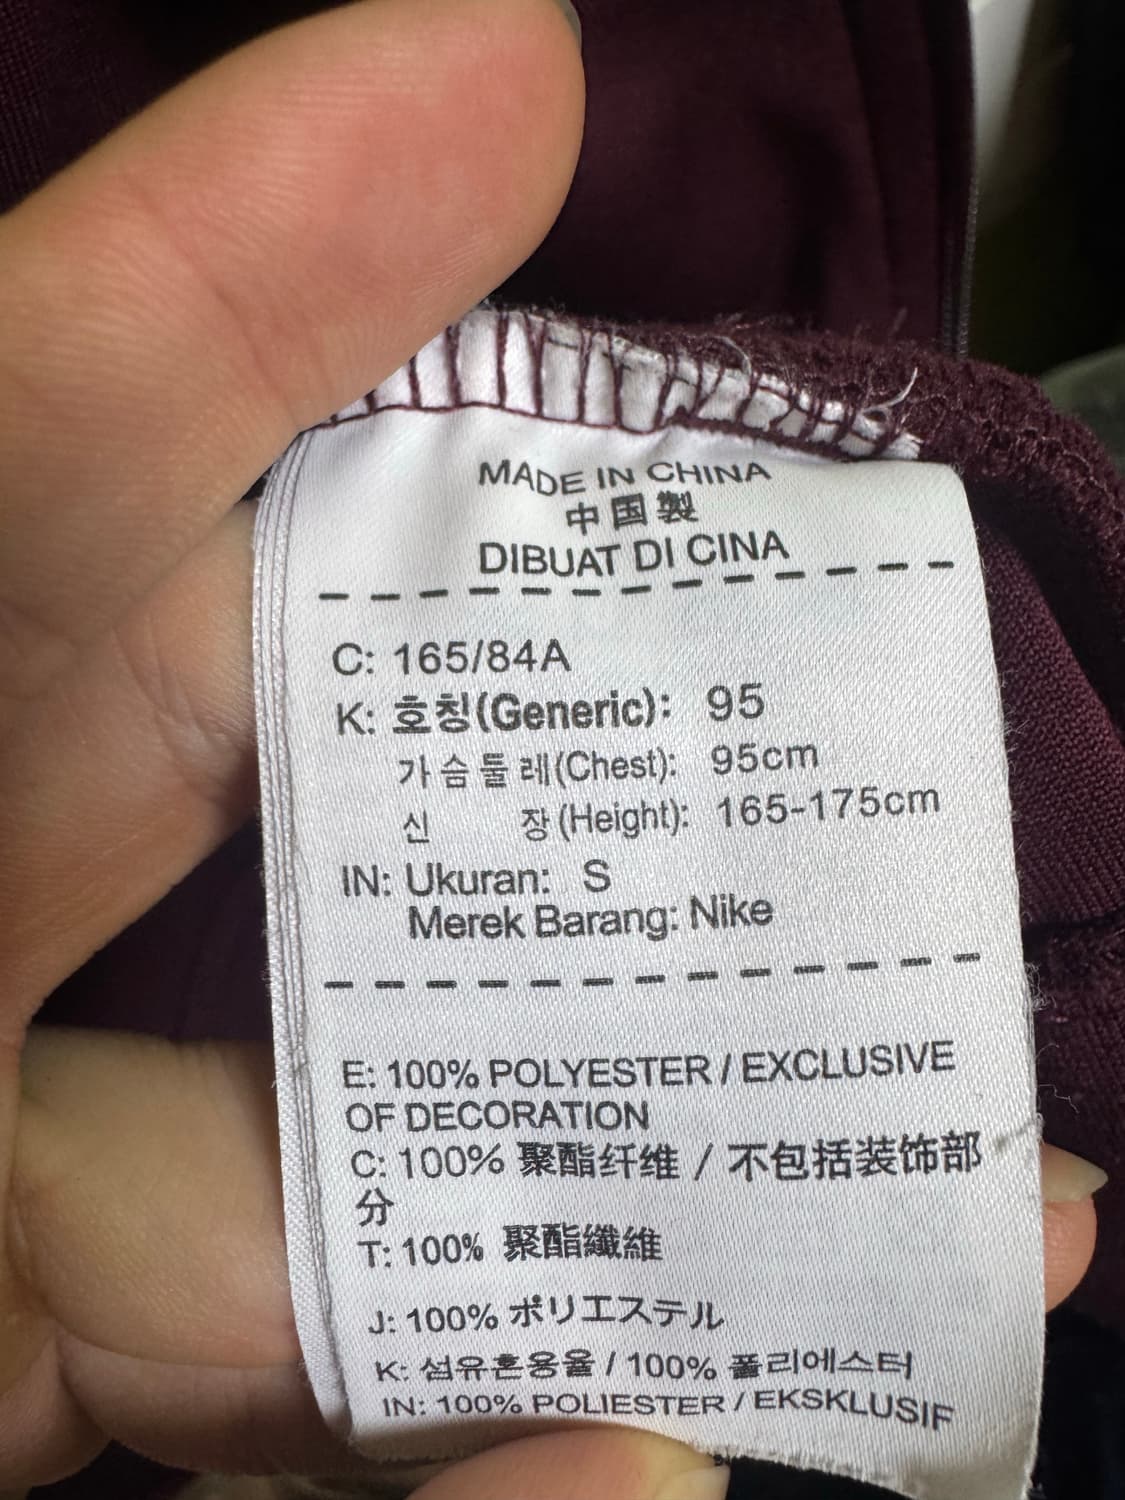 MADE IN CHINA
中国製
DIBUAT DI CINA
C: 165/84A
K: 호칭(Generic): 95
가슴둘레(Chest): 95cm
신 장(Height): 165-175cm
IN: Ukuran: S
Merek Barang: Nike
E: 100% POLYESTER / EXCLUSIVE
OF DECORATION
C: 100% 聚酯纤维 / 不包括装饰部
分
T: 100% 聚酯纖維
J: 100% ポリエステル
K: 섬유혼용율 / 100% 폴리에스터
IN: 100% POLIESTER / EKSKLUSIF